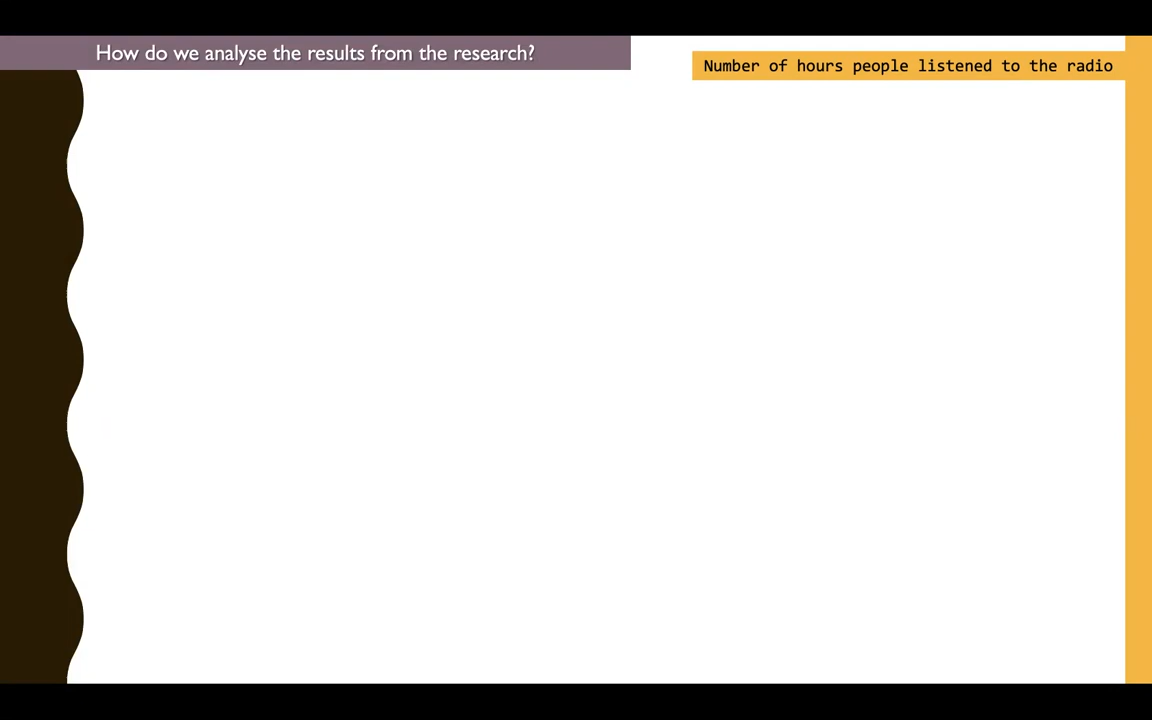 How do we analyse the results from the research?
Number of hours people listened to the radio